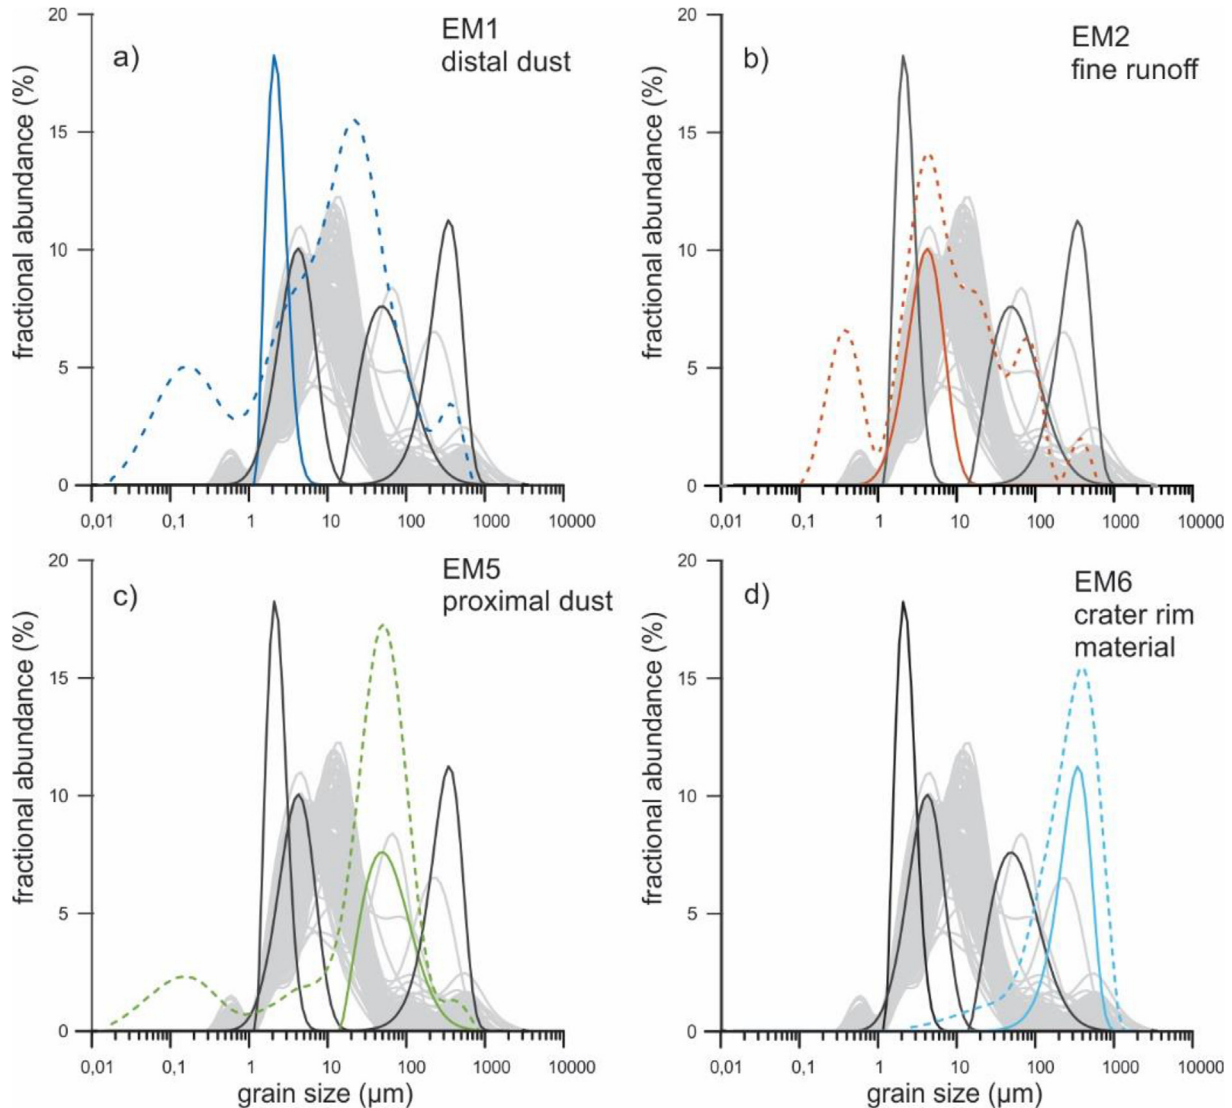 a)
EM1
distal dust
fractional abundance (%)
20
15
10
5
0
0,01 0,1 1 10 100 1000 10000
b)
EM2
fine runoff
fractional abundance (%)
20
15
10
5
0
0,01 0,1 1 10 100 1000 10000
c)
EM5
proximal dust
fractional abundance (%)
20
15
10
5
0
0,01 0,1 1 10 100 1000 10000
grain size (µm)
d)
EM6
crater rim
material
fractional abundance (%)
20
15
10
5
0
0,01 0,1 1 10 100 1000 10000
grain size (µm)